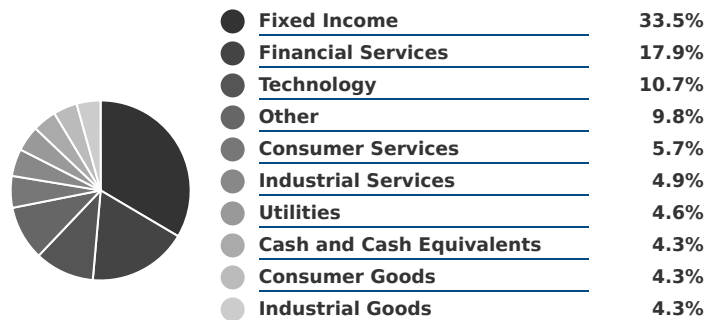 Fixed Income 33.5%
Financial Services 17.9%
Technology 10.7%
Other 9.8%
Consumer Services 5.7%
Industrial Services 4.9%
Utilities 4.6%
Cash and Cash Equivalents 4.3%
Consumer Goods 4.3%
Industrial Goods 4.3%